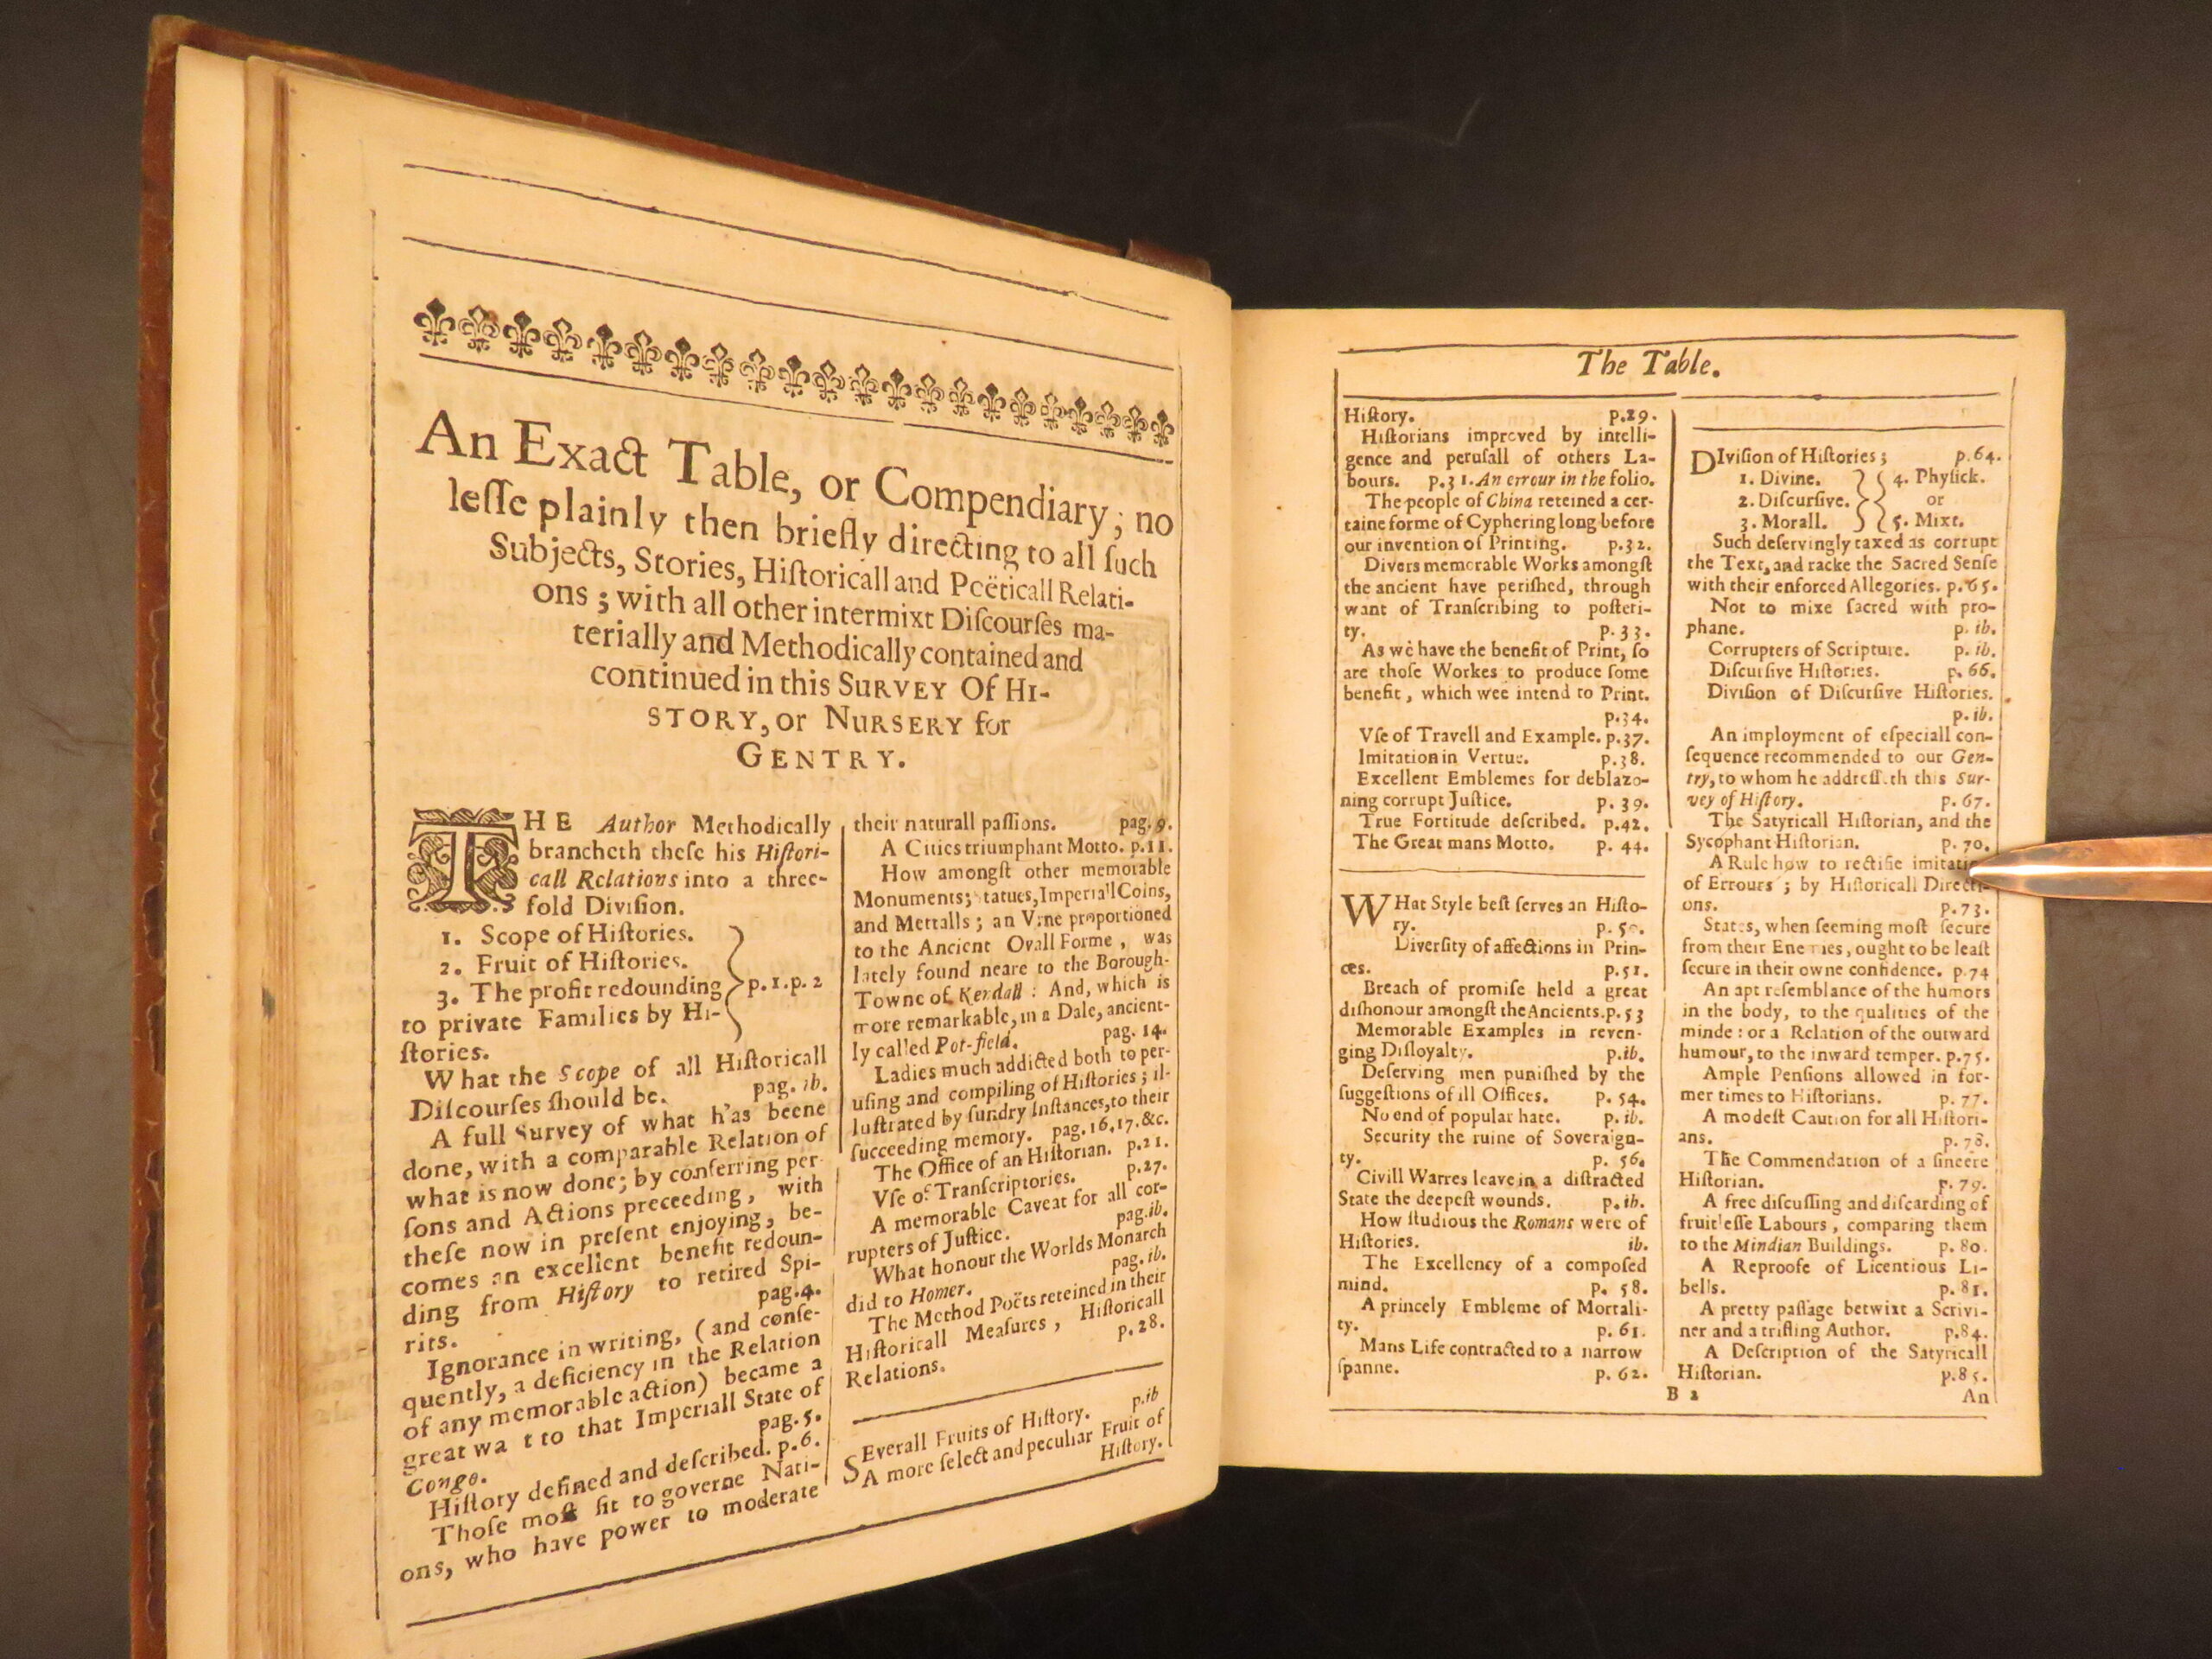 An Exact Table, or Compendiary; no
leſſe plainly then briefly directing to all ſuch
Subjects, Stories, Hiſtoricall and Poëticall Relati-
ons; with all other intermixt Diſcourſes ma-
terially and Methodically contained and
continued in this SURVEY Of HI-
STORY, or NURSERY for
GENTRY.
THE Author Methodically
brancheth theſe his Hiſtori-
call Relations into a three-
fold Diviſion.
1. Scope of Hiſtories.
2. Fruit of Hiſtories.
3. The profit redounding } p.1.p.2
to private Families by Hi-
ſtories.
What the Scope of all Hiſtoricall
Diſcourſes ſhould be. pag. ib.
A full Survey of what h'as beene
done, with a comparable Relation of
what is now done; by conferring per-
ſons and Actions preceeding, with
theſe now in preſent enjoying, be-
comes an excellent benefit redoun-
ding from Hiſtory to retired Spi-
rits. pag.4.
Ignorance in writing, (and conſe-
quently, a deficiency in the Relation
of any memorable action) became a
great wa t to that Imperiall State of
Congo. pag.5.
Hiſtory defined and deſcribed. p.6.
Thoſe moſt fit to governe Nati-
ons, who have power to moderate
their naturall paſſions. pag.9.
A Cities triumphant Motto. p.11.
How amongſt other memorable
Monuments; tatues, Imperiall Coins,
and Mettalls; an Vrne proportioned
to the Ancient Ovall Forme, was
lately found neare to the Borough-
Towne of Kendall: And, which is
more remarkable, in a Dale, ancient-
ly called Pot-field. pag. 14.
Ladies much addicted both to per-
uſing and compiling of Hiſtories; il-
luſtrated by ſundry Inſtances, to their
ſucceeding memory. pag.16,17.&c.
The Office of an Hiſtorian. p.21.
Vſe of Tranſcriptories. p.27.
A memorable Caveat for all cor-
rupters of Juſtice. pag.ib.
What honour the Worlds Monarch
did to Homer. pag. ib.
The Method Poëts reteined in their
Hiſtoricall Meaſures, Hiſtoricall
Relations. p.28.
SEverall Fruits of Hiſtory. p.ib
A more ſelect and peculiar Fruit of
Hiſtory.
The Table.
Hiſtory. p.29.
Hiſtorians improved by intelli-
gence and peruſall of others La-
bours. p.31. An errour in the folio.
The people of China reteined a cer-
taine forme of Cyphering long before
our invention of Printing. p.32.
Divers memorable Works amongſt
the ancient have periſhed, through
want of Tranſcribing to poſteri-
ty. p.33.
As we have the benefit of Print, ſo
are thoſe Workes to produce ſome
benefit, which wee intend to Print.
p.34.
Vſe of Travell and Example. p.37.
Imitation in Vertue. p.38.
Excellent Emblemes for deblazo-
ning corrupt Juſtice. p. 39.
True Fortitude deſcribed. p.42.
The Great mans Motto. p. 44.
WHat Style beſt ſerves an Hiſto-
ry. p. 50.
Diverſity of affections in Prin-
ces. p.51.
Breach of promiſe held a great
diſhonour amongſt the Ancients. p.53
Memorable Examples in reven-
ging Diſloyalty. p.ib.
Deſerving men puniſhed by the
ſuggeſtions of ill Offices. p. 54.
No end of popular hate. p. ib.
Security the ruine of Soveraign-
ty. p. 56.
Civill Warres leave in a diſtracted
State the deepeſt wounds. p.ib.
How ſtudious the Romans were of
Hiſtories. ib.
The Excellency of a compoſed
mind. p. 58.
A princely Embleme of Mortali-
ty. p. 61.
Mans Life contracted to a narrow
ſpanne. p. 62.
DIviſion of Hiſtories; p.64.
1. Divine. } { 4. Phyſick.
2. Diſcurſive. } { or
3. Morall. } { 5. Mixt.
Such deſervingly taxed as corrupt
the Text, and racke the Sacred Senſe
with their enforced Allegories. p.65.
Not to mixe ſacred with pro-
phane. p. ib.
Corrupters of Scripture. p. ib.
Diſcurſive Hiſtories. p. 66.
Diviſion of Diſcurſive Hiſtories.
p. ib.
An imployment of eſpeciall con-
ſequence recommended to our Gen-
try, to whom he addreſſ.th this Sur-
vey of Hiſtory. p. 67.
The Satyricall Hiſtorian, and the
Sycophant Hiſtorian. p. 70.
A Rule how to rectifie imitatio
of Errours; by Hiſtoricall Directi-
ons. p.73.
States, when ſeeming moſt ſecure
from their Enemies, ought to be leaſt
ſecure in their owne confidence. p.74
An apt reſemblance of the humors
in the body, to the qualities of the
minde: or a Relation of the outward
humour, to the inward temper. p.75.
Ample Penſions allowed in for-
mer times to Hiſtorians. p. 77.
A modeſt Caution for all Hiſtori-
ans. p. 78.
The Commendation of a ſincere
Hiſtorian. p. 79.
A free diſcuſſing and diſcarding of
fruitleſſe Labours, comparing them
to the Mindian Buildings. p. 80.
A Reproofe of Licentious Li-
bells. p. 81.
A pretty paſſage betwixt a Scrivi-
ner and a trifling Author. p.84.
A Deſcription of the Satyricall
Hiſtorian. p.85.
B 2 An